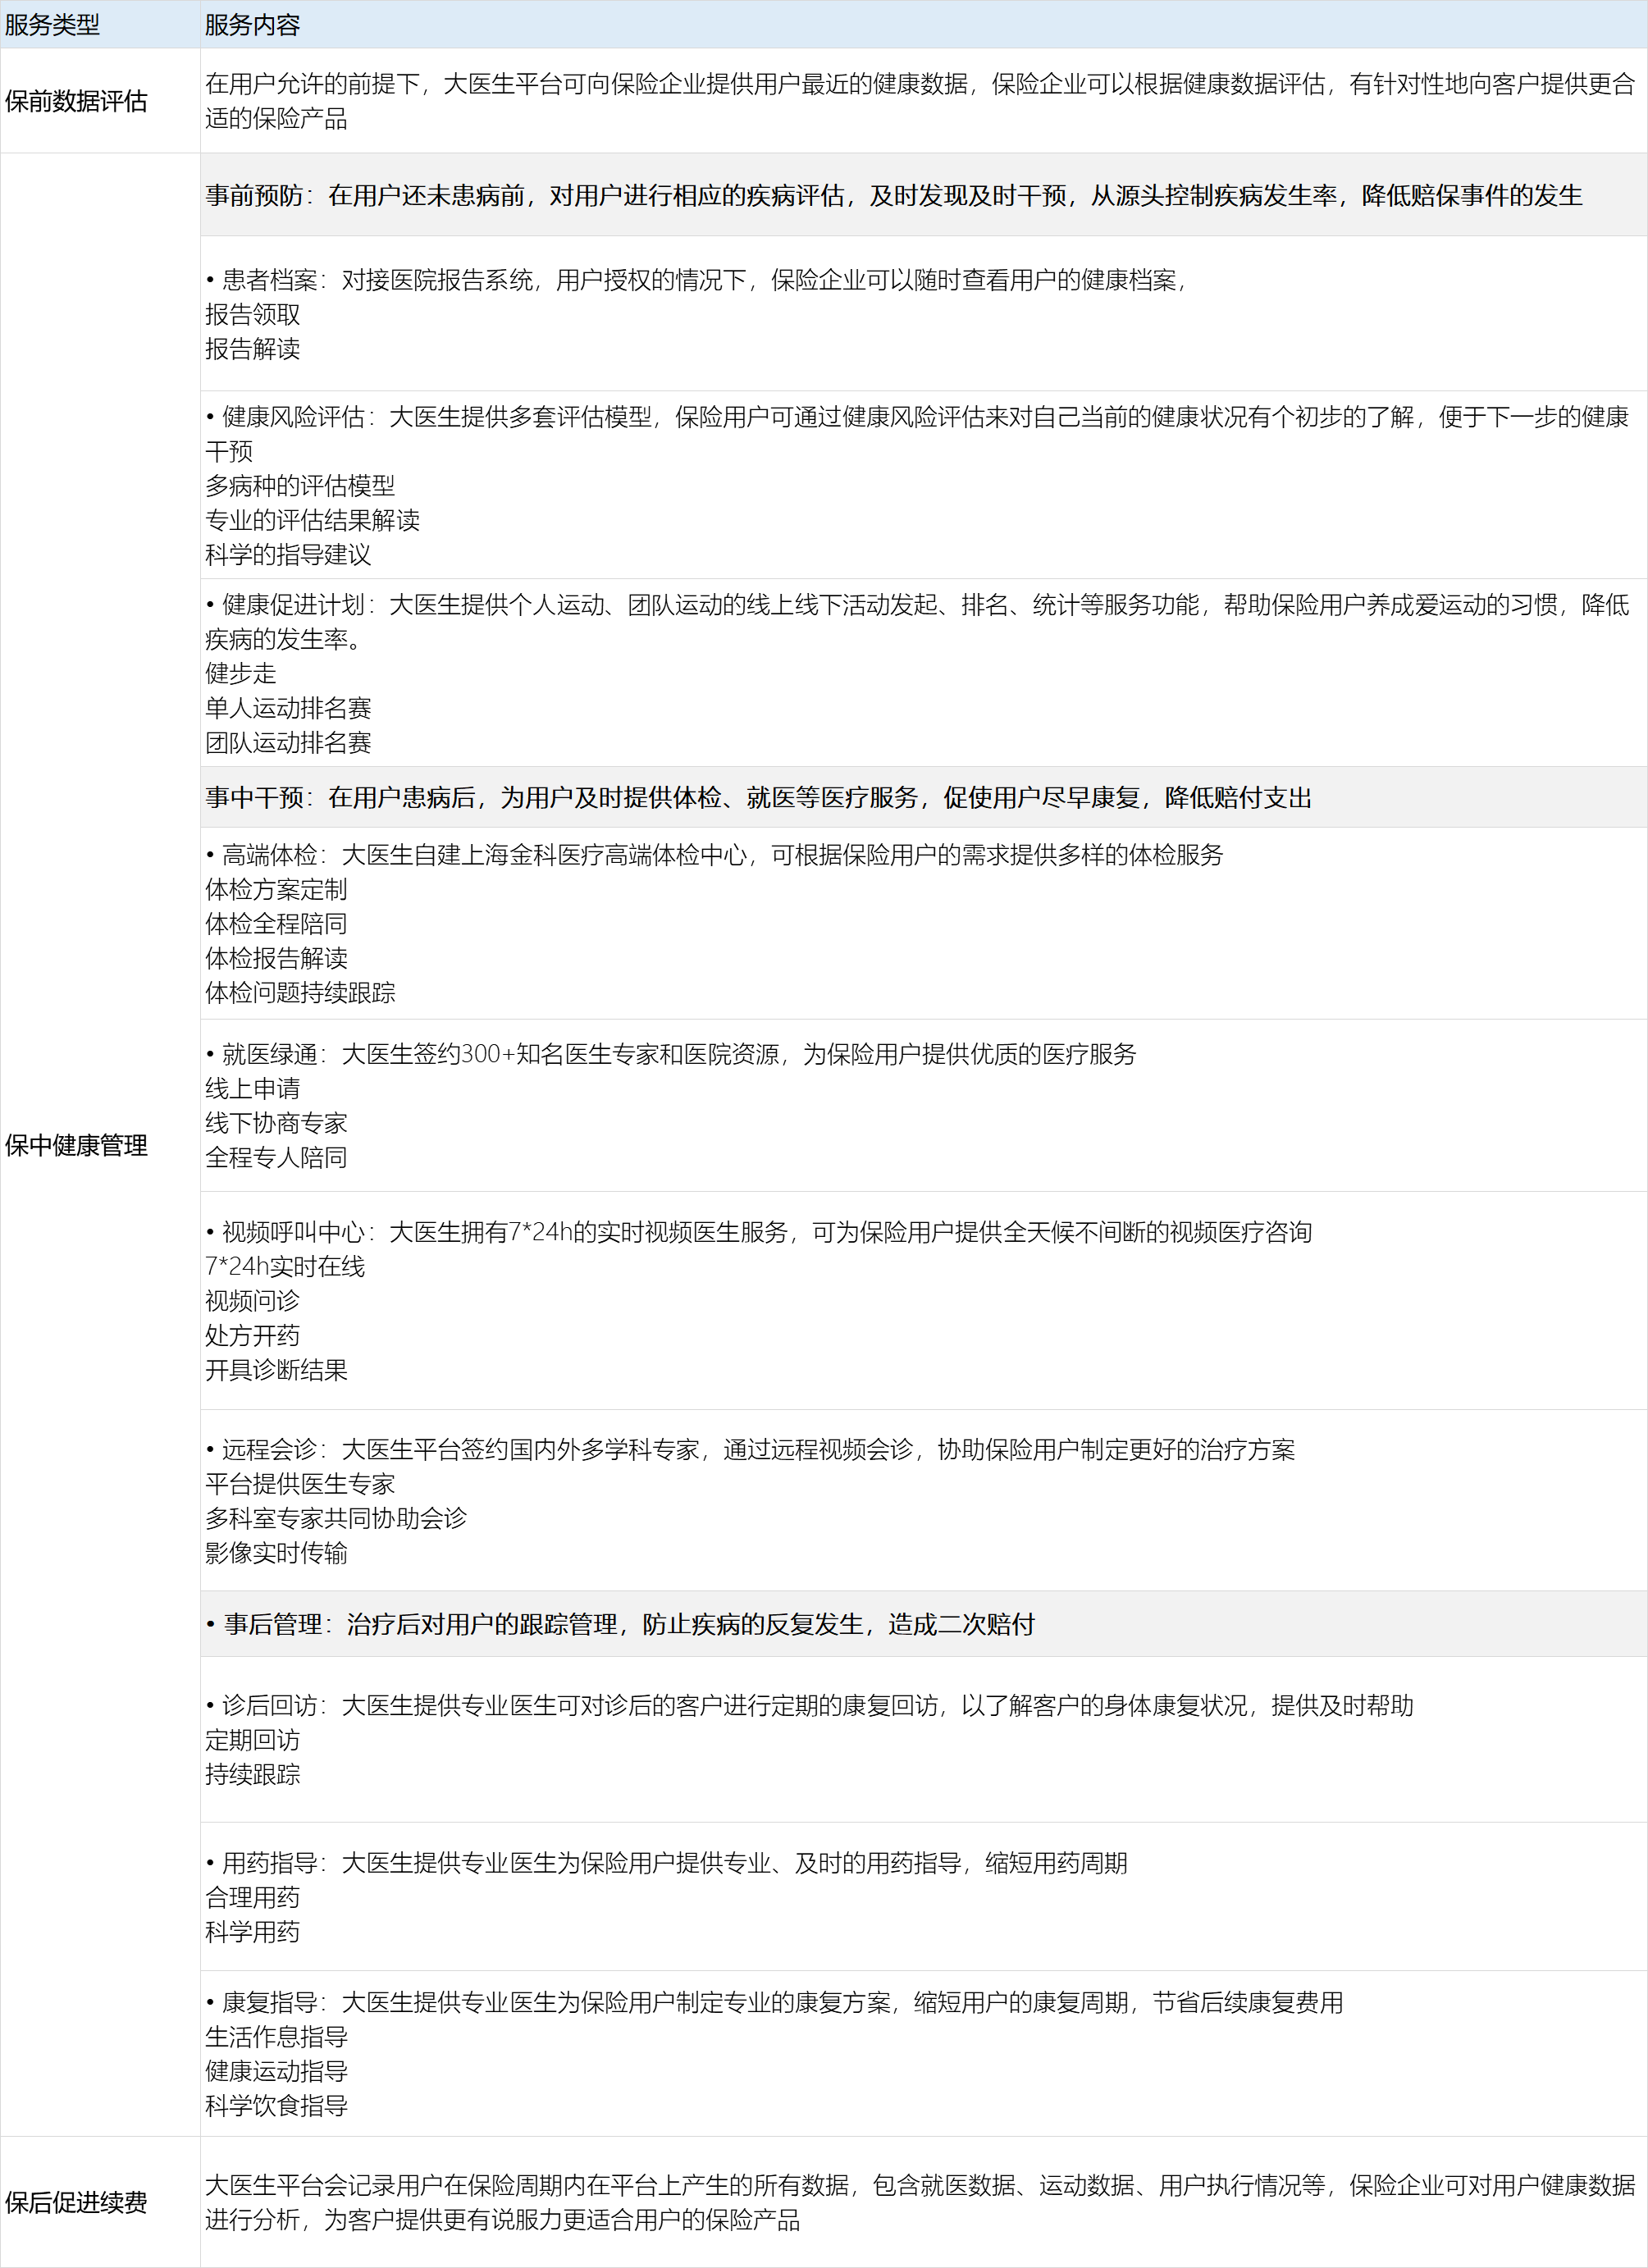 服务类型
服务内容
保前数据评估
在用户允许的前提下，大医生平台可向保险企业提供用户最近的健康数据，保险企业可以根据健康数据评估，有针对性地向客户提供更合
适的保险产品
保中健康管理
事前预防：在用户还未患病前，对用户进行相应的疾病评估，及时发现及时干预，从源头控制疾病发生率，降低赔保事件的发生
• 患者档案：对接医院报告系统，用户授权的情况下，保险企业可以随时查看用户的健康档案，
报告领取
报告解读
• 健康风险评估：大医生提供多套评估模型，保险用户可通过健康风险评估来对自己当前的健康状况有个初步的了解，便于下一步的健康
干预
多病种的评估模型
专业的评估结果解读
科学的指导建议
• 健康促进计划：大医生提供个人运动、团队运动的线上线下活动发起、排名、统计等服务功能，帮助保险用户养成爱运动的习惯，降低
疾病的发生率。
健步走
单人运动排名赛
团队运动排名赛
事中干预：在用户患病后，为用户及时提供体检、就医等医疗服务，促使用户尽早康复，降低赔付支出
• 高端体检：大医生自建上海金科医疗高端体检中心，可根据保险用户的需求提供多样的体检服务
体检方案定制
体检全程陪同
体检报告解读
体检问题持续跟踪
• 就医绿通：大医生签约300+知名医生专家和医院资源，为保险用户提供优质的医疗服务
线上申请
线下协商专家
全程专人陪同
• 视频呼叫中心：大医生拥有7*24h的实时视频医生服务，可为保险用户提供全天候不间断的视频医疗咨询
7*24h实时在线
视频问诊
处方开药
开具诊断结果
• 远程会诊：大医生平台签约国内外多学科专家，通过远程视频会诊，协助保险用户制定更好的治疗方案
平台提供医生专家
多科室专家共同协助会诊
影像实时传输
• 事后管理：治疗后对用户的跟踪管理，防止疾病的反复发生，造成二次赔付
• 诊后回访：大医生提供专业医生可对诊后的客户进行定期的康复回访，以了解客户的身体康复状况，提供及时帮助
定期回访
持续跟踪
• 用药指导：大医生提供专业医生为保险用户提供专业、及时的用药指导，缩短用药周期
合理用药
科学用药
• 康复指导：大医生提供专业医生为保险用户制定专业的康复方案，缩短用户的康复周期，节省后续康复费用
生活作息指导
健康运动指导
科学饮食指导
保后促进续费
大医生平台会记录用户在保险周期内在平台上产生的所有数据，包含就医数据、运动数据、用户执行情况等，保险企业可对用户健康数据
进行分析，为客户提供更有说服力更适合用户的保险产品